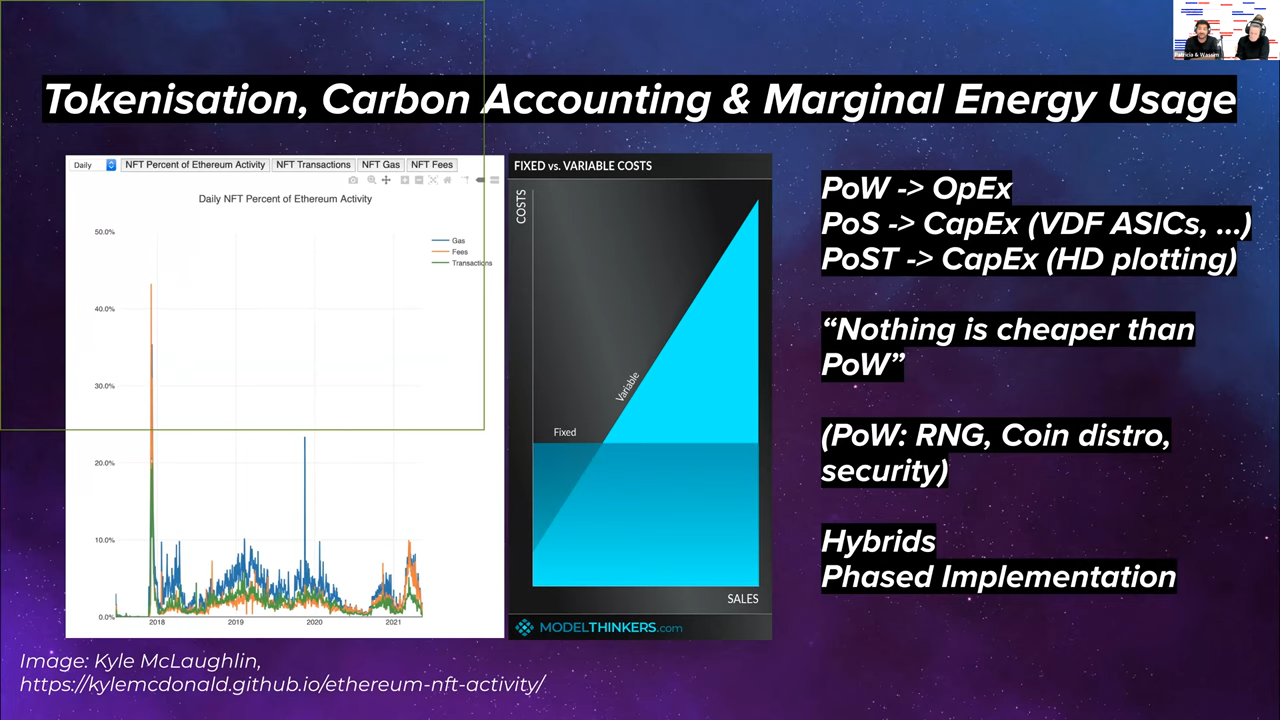 Patricia & Wassim
Tokenisation, Carbon Accounting & Marginal Energy Usage
Daily
NFT Percent of Ethereum Activity
NFT Transactions
NFT Gas
NFT Fees
Daily NFT Percent of Ethereum Activity
50.0%
40.0%
30.0%
20.0%
10.0%
0.0%
2018
2019
2020
2021
Gas
Fees
Transactions
FIXED vs. VARIABLE COSTS
COSTS
Variable
Fixed
SALES
MODELTHINKERS.com
PoW -> OpEx
PoS -> CapEx (VDF ASICs, ...)
PoST -> CapEx (HD plotting)
“Nothing is cheaper than
PoW”
(PoW: RNG, Coin distro,
security)
Hybrids
Phased Implementation
Image: Kyle McLaughlin,
https://kylemcdonald.github.io/ethereum-nft-activity/